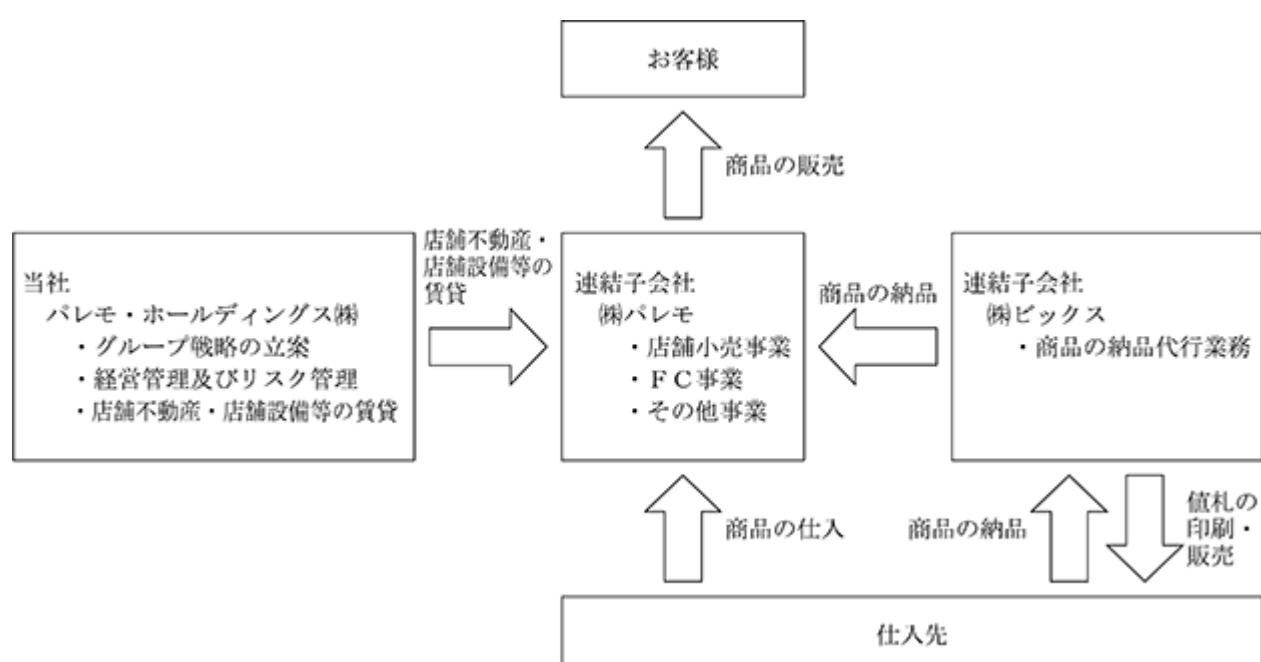 お客様
商品の販売
店舗不動産・
店舗設備等の
賃貸
当社
パレモ・ホールディングス㈱
・グループ戦略の立案
・経営管理及びリスク管理
・店舗不動産・店舗設備等の賃貸
連結子会社
㈱パレモ
・店舗小売事業
・ＦＣ事業
・その他事業
商品の納品
連結子会社
㈱ビックス
・商品の納品代行業務
商品の仕入
商品の納品
値札の
印刷・
販売
仕入先